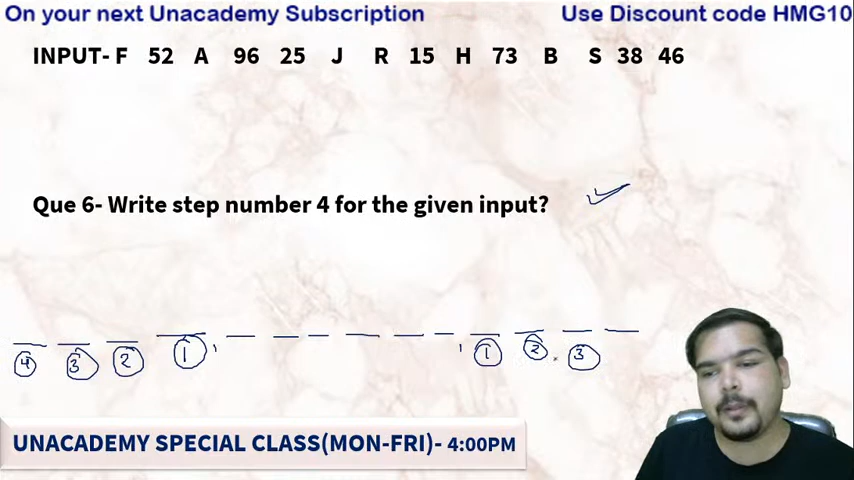 On your next Unacademy Subscription Use Discount code HMG10
INPUT- F 52 A 96 25 J R 15 H 73 B S 38 46
Que 6- Write step number 4 for the given input?
4 3 2 1, , 1 2 3
UNACADEMY SPECIAL CLASS(MON-FRI)- 4:00PM